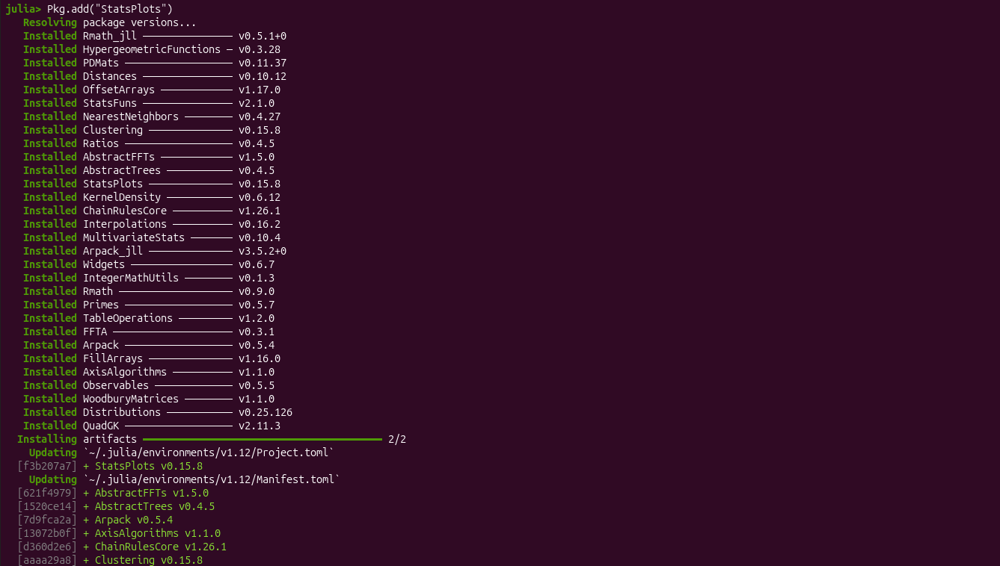 julia> Pkg.add("StatsPlots")
Resolving package versions...
Installed Rmath_jll ─────────────── v0.5.1+0
Installed HypergeometricFunctions ─ v0.3.28
Installed PDMats ────────────────── v0.11.37
Installed Distances ─────────────── v0.10.12
Installed OffsetArrays ──────────── v1.17.0
Installed StatsFuns ─────────────── v2.1.0
Installed NearestNeighbors ──────── v0.4.27
Installed Clustering ────────────── v0.15.8
Installed Ratios ────────────────── v0.4.5
Installed AbstractFFTs ──────────── v1.5.0
Installed AbstractTrees ─────────── v0.4.5
Installed StatsPlots ────────────── v0.15.8
Installed KernelDensity ─────────── v0.6.12
Installed ChainRulesCore ────────── v1.26.1
Installed Interpolations ────────── v0.16.2
Installed MultivariateStats ─────── v0.10.4
Installed Arpack_jll ────────────── v3.5.2+0
Installed Widgets ───────────────── v0.6.7
Installed IntegerMathUtils ──────── v0.1.3
Installed Rmath ─────────────────── v0.9.0
Installed Primes ────────────────── v0.5.7
Installed TableOperations ───────── v1.2.0
Installed FFTA ──────────────────── v0.3.1
Installed Arpack ────────────────── v0.5.4
Installed FillArrays ────────────── v1.16.0
Installed AxisAlgorithms ────────── v1.1.0
Installed Observables ───────────── v0.5.5
Installed WoodburyMatrices ──────── v1.1.0
Installed Distributions ─────────── v0.25.126
Installed QuadGK ────────────────── v2.11.3
Installing artifacts ━━━━━━━━━━━━━━━━━━━━━━━━━━━━━━━━━━━━━━━━ 2/2
Updating `~/.julia/environments/v1.12/Project.toml`
[f3b207a7] + StatsPlots v0.15.8
Updating `~/.julia/environments/v1.12/Manifest.toml`
[621f4979] + AbstractFFTs v1.5.0
[1520ce14] + AbstractTrees v0.4.5
[7d9fca2a] + Arpack v0.5.4
[13072b0f] + AxisAlgorithms v1.1.0
[d360d2e6] + ChainRulesCore v1.26.1
[aaaa29a8] + Clustering v0.15.8